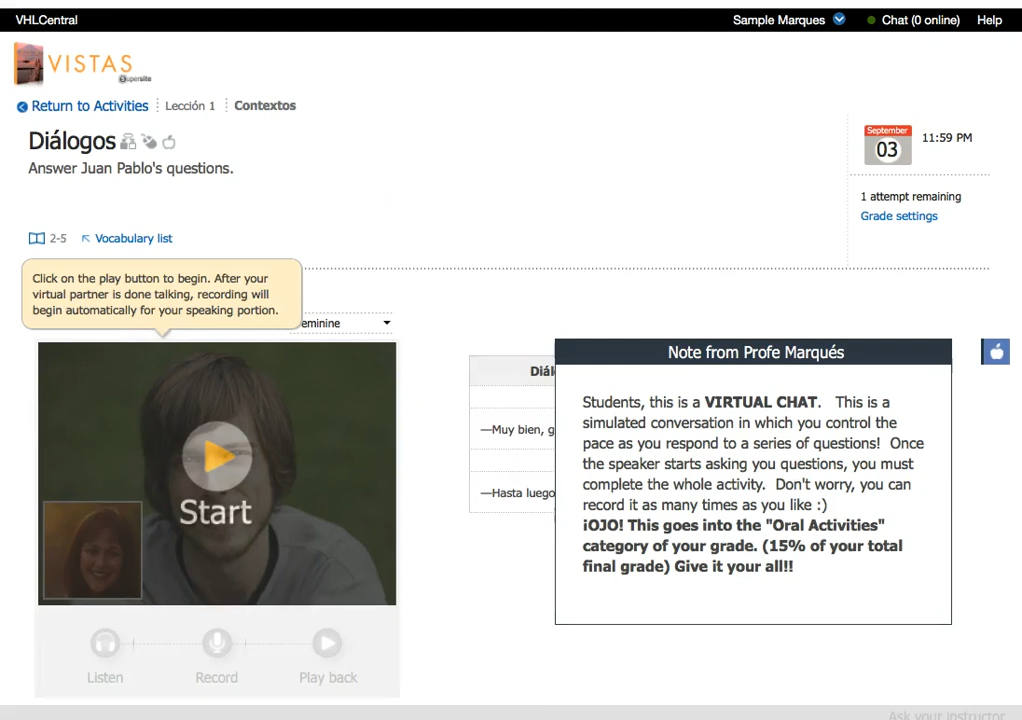 VHLCentral
Sample Marques
Chat (0 online)
Help
VISTAS
Supersite
Return to Activities
Lección 1
Contextos
Diálogos
Answer Juan Pablo's questions.
September
03
11:59 PM
1 attempt remaining
Grade settings
2-5
Vocabulary list
Click on the play button to begin. After your
virtual partner is done talking, recording will
begin automatically for your speaking portion.
eminine
Start
Listen
Record
Play back
Diál
—Muy bien, g
—Hasta luego
Note from Profe Marqués
Students, this is a VIRTUAL CHAT. This is a
simulated conversation in which you control the
pace as you respond to a series of questions! Once
the speaker starts asking you questions, you must
complete the whole activity. Don't worry, you can
record it as many times as you like :)
¡OJO! This goes into the "Oral Activities"
category of your grade. (15% of your total
final grade) Give it your all!!
Ask your instructor